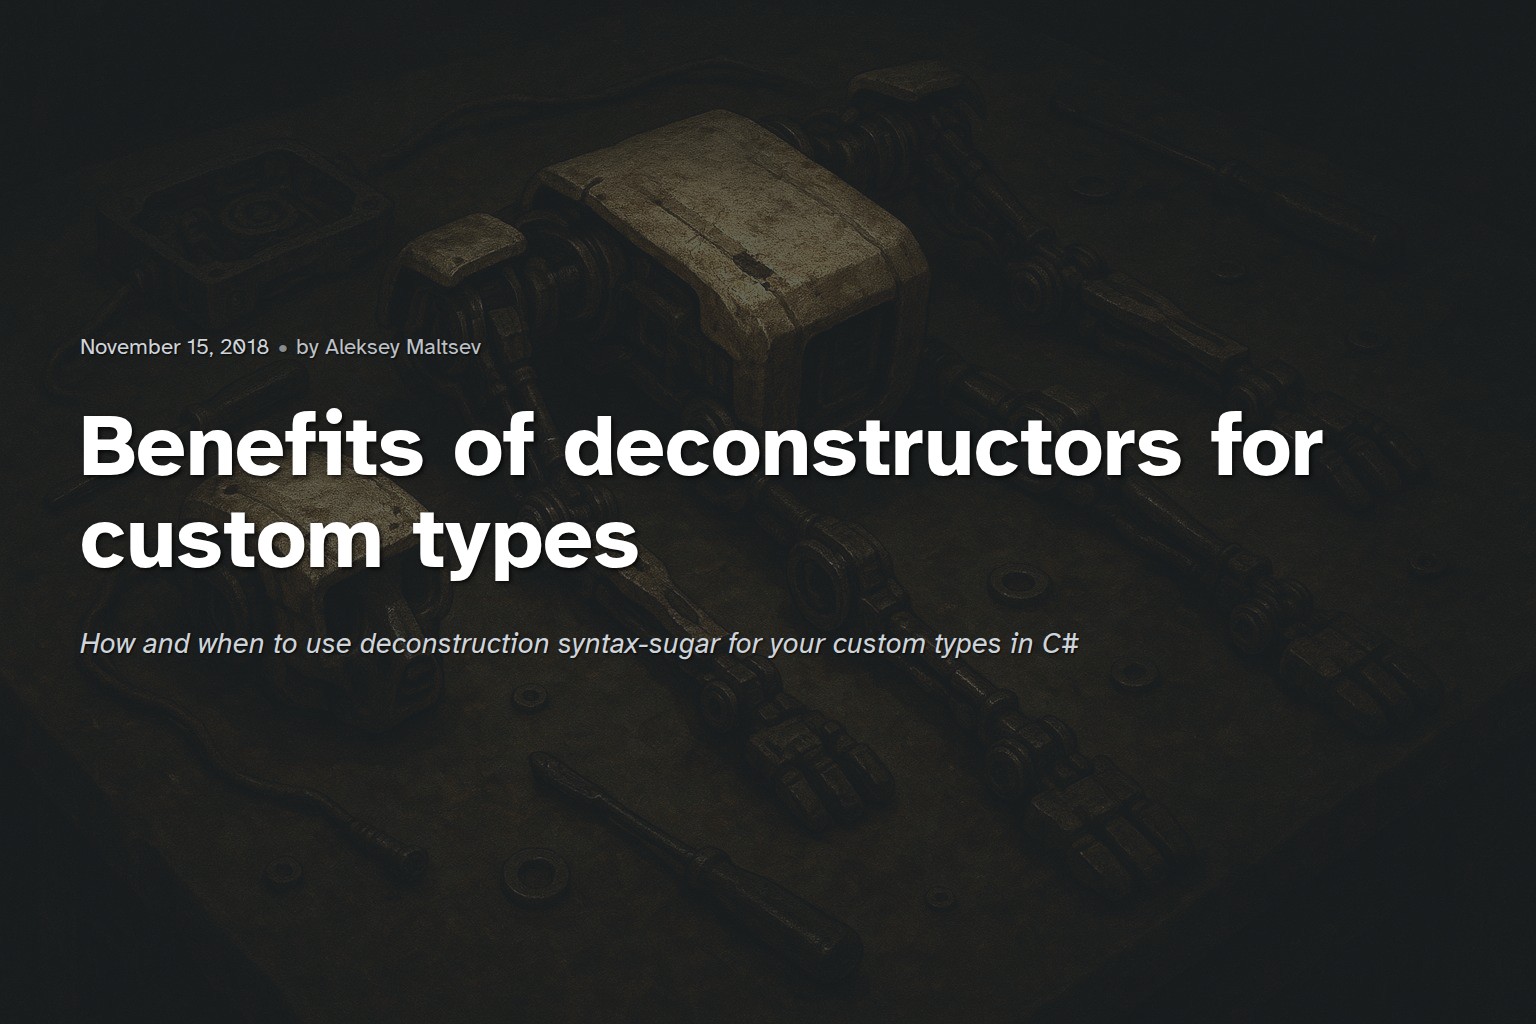 November 15, 2018 • by Aleksey Maltsev
Benefits of deconstructors for
custom types
How and when to use deconstruction syntax-sugar for your custom types in C#